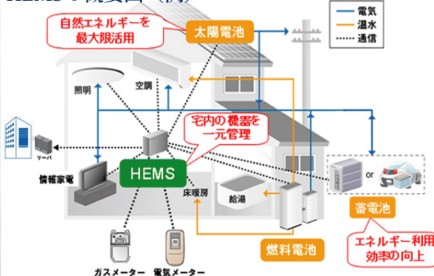 自然エネルギーを
最大限活用
太陽電池
電気
温水
通信
照明
空調
宅内の機器を
一元管理
サーバ
情報家電
HEMS
床暖房
給湯
or
蓄電池
燃料電池
エネルギー利用
効率の向上
ガスメーター
電気メーター